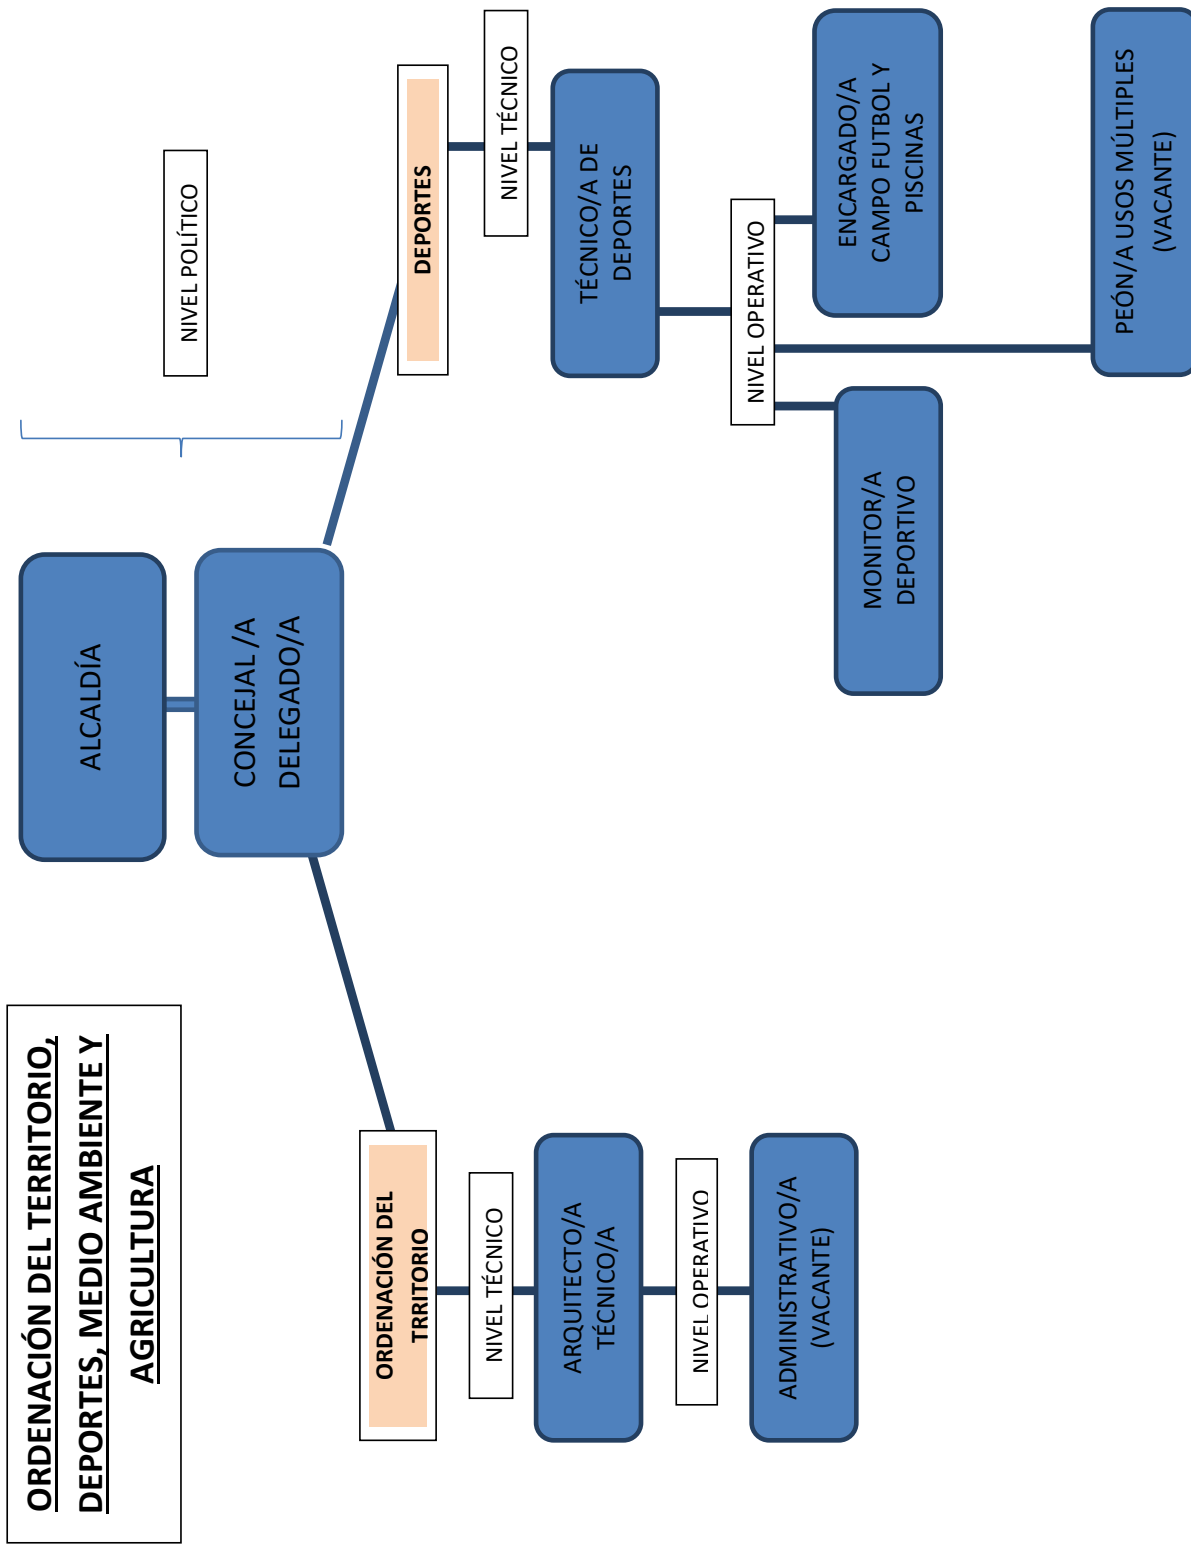 ORDENACIÓN DEL TERRITORIO,
DEPORTES, MEDIO AMBIENTE Y
AGRICULTURA
ALCALDÍA
NIVEL POLÍTICO
CONCEJAL /A
DELEGADO/A
ORDENACIÓN DEL
TRRITORIO
NIVEL TÉCNICO
ARQUITECTO/A
TÉCNICO/A
NIVEL OPERATIVO
ADMINISTRATIVO/A
(VACANTE)
DEPORTES
NIVEL TÉCNICO
TÉCNICO/A DE
DEPORTES
NIVEL OPERATIVO
MONITOR/A
DEPORTIVO
ENCARGADO/A
CAMPO FUTBOL Y
PISCINAS
PEÓN/A USOS MÚLTIPLES
(VACANTE)